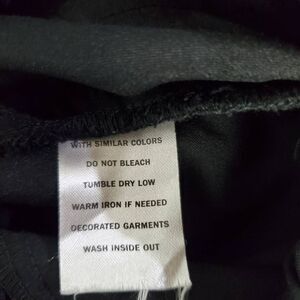 WITH SIMILAR COLORS
DO NOT BLEACH
TUMBLE DRY LOW
WARM IRON IF NEEDED
DECORATED GARMENTS
WASH INSIDE OUT